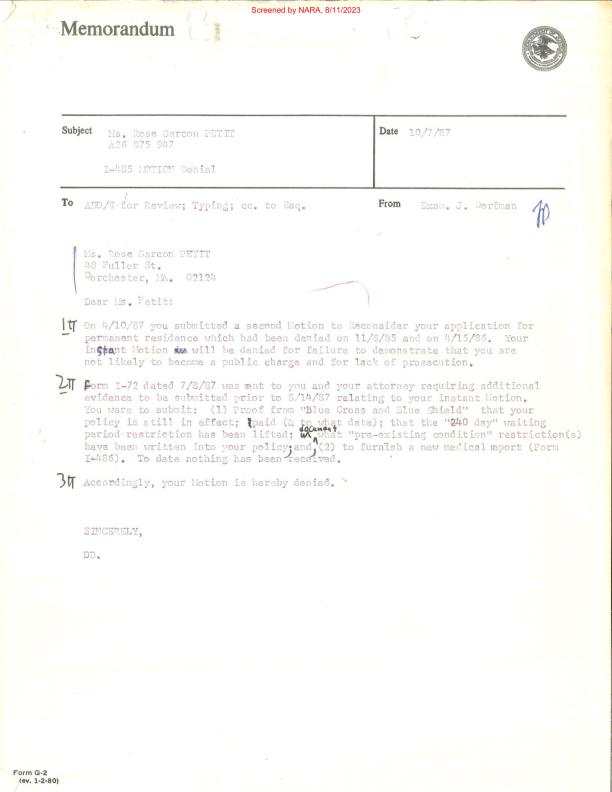 Screened by NARA, 8/11/2023
Memorandum
Subject Ms. Rose Garcon PETIT
A26 875 947
I-485 MOTION Denial
Date 10/7/87
To ADD/E for Review; Typing; cc. to Esq.
From Exam. J. Dorfman
Ms. Rose Garcon PETIT
48 Fuller St.
Dorchester, MA. 02124
Dear Ms. Petit:
1¶ On 4/10/87 you submitted a second Motion to Reconsider your application for
permanent residence which had been denied on 11/8/85 and on 4/15/86. Your
instant Motion will be denied for failure to demonstrate that you are
not likely to become a public charge and for lack of prosecution.
2¶ Form I-72 dated 7/8/87 was sent to you and your attorney requiring additional
evidence to be submitted prior to 8/14/87 relating to your instant Motion.
You were to submit: (1) Proof from "Blue Cross and Blue Shield" that your
policy is still in effect; paid (& to what date); that the "240 day" waiting
document
period restriction has been lifted; what "pre-existing condition" restriction(s)
have been written into your policy; and, (2) to furnish a new medical report (Form
I-486). To date nothing has been received.
3¶ Accordingly, your Motion is hereby denied.
SINCERELY,
DD.
Form G-2
(rev. 1-2-80)